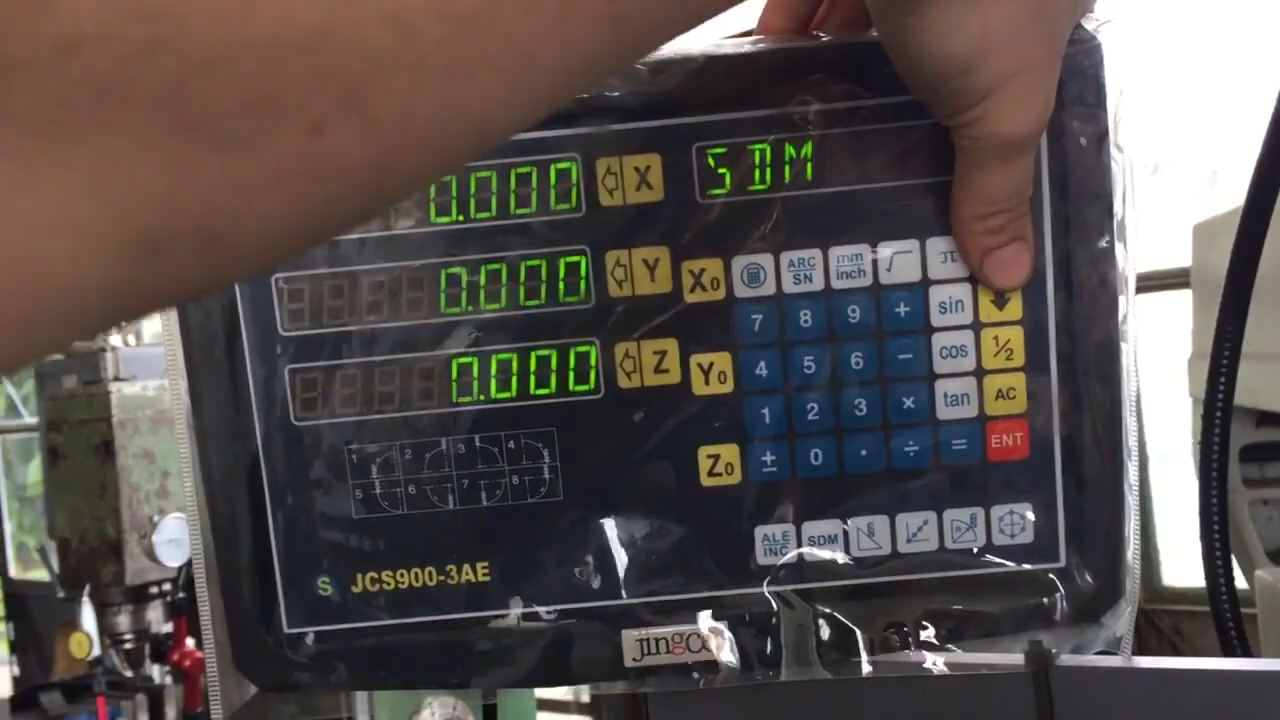 0.000 X SDM
0.000 Y X0
0.000 Z Y0
Z0
ARC SN mm inch √ π
7 8 9 + sin
4 5 6 − cos 1/2
1 2 3 × tan AC
± 0 . ÷ = ENT
ALE INC SDM
1 2 3 4
5 6 7 8
S JCS900-3AE